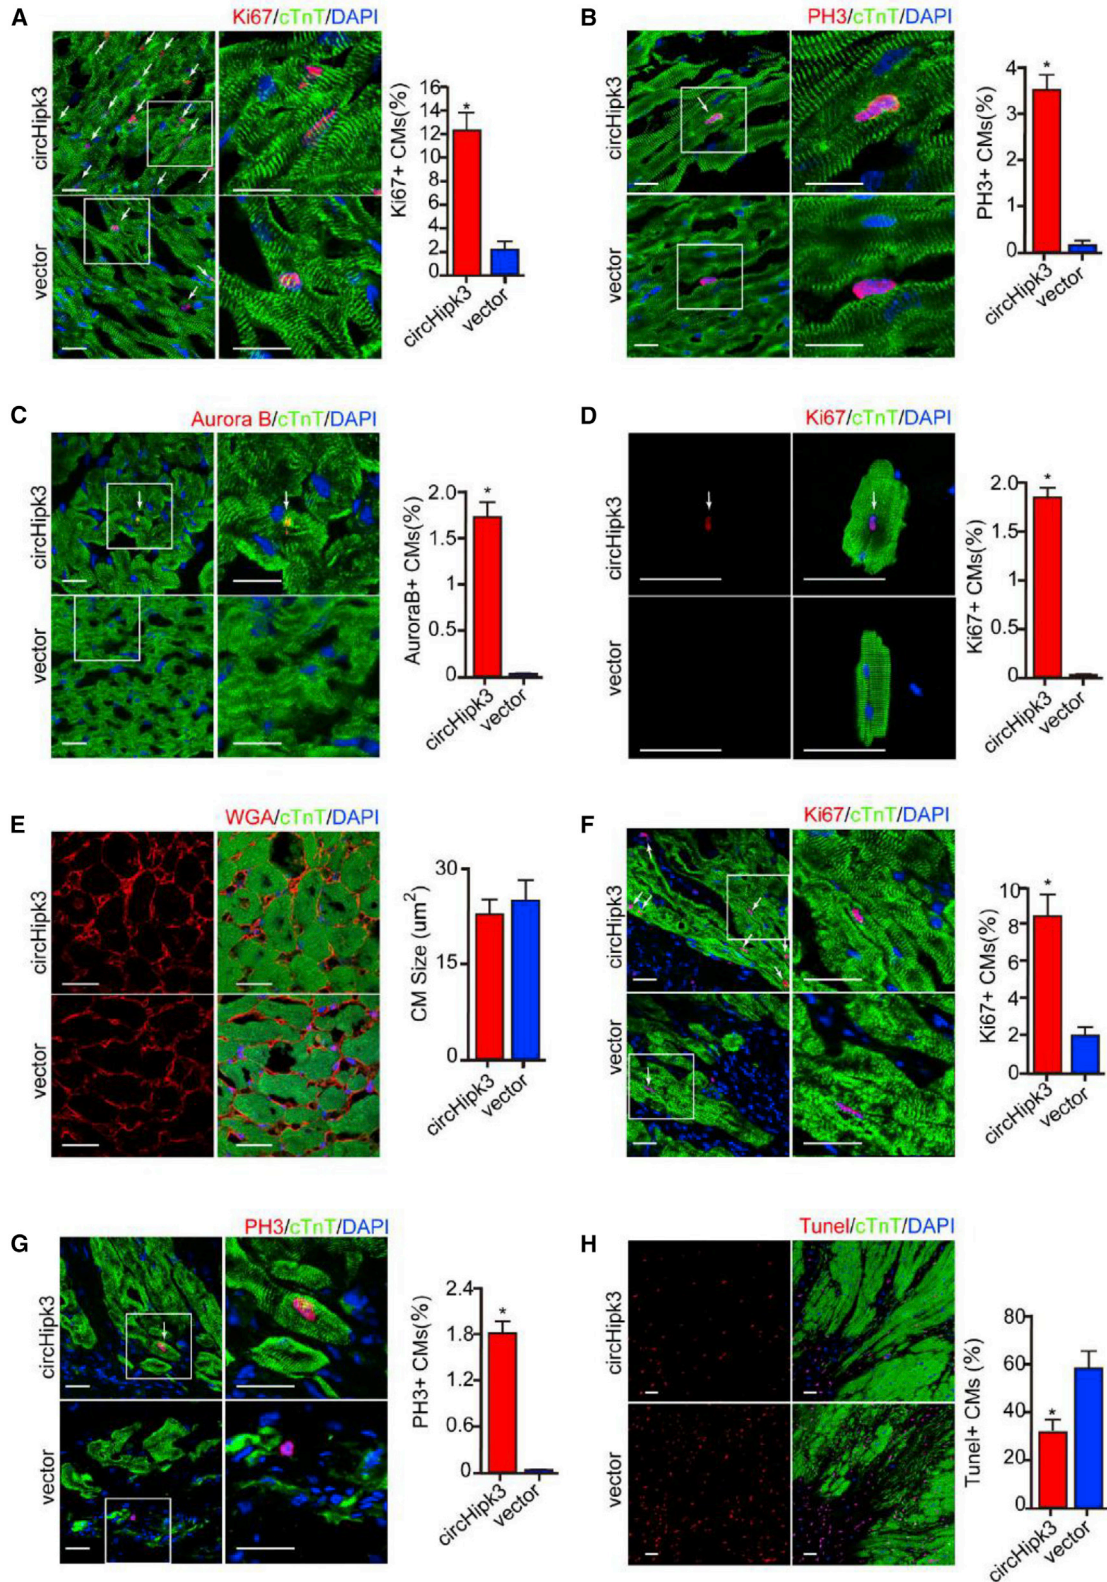 A
Ki67/cTnT/DAPI
circHipk3
vector
Ki67+ CMs(%)
16
14
12
10
8
6
4
2
0
*
circHipk3
vector
B
PH3/cTnT/DAPI
circHipk3
vector
PH3+ CMs(%)
4
3
2
1
0
*
circHipk3
vector
C
Aurora B/cTnT/DAPI
circHipk3
vector
AuroraB+ CMs(%)
2.0
1.5
1.0
0.5
0
*
circHipk3
vector
D
Ki67/cTnT/DAPI
circHipk3
vector
Ki67+ CMs(%)
2.0
1.5
1.0
0.5
0
*
circHipk3
vector
E
WGA/cTnT/DAPI
circHipk3
vector
CM Size (um²)
30
15
0
circHipk3
vector
F
Ki67/cTnT/DAPI
circHipk3
vector
Ki67+ CMs(%)
10
8
6
4
2
0
*
circHipk3
vector
G
PH3/cTnT/DAPI
circHipk3
vector
PH3+ CMs(%)
2.4
1.8
1.2
0.6
0
*
circHipk3
vector
H
Tunel/cTnT/DAPI
circHipk3
vector
Tunel+ CMs (%)
80
60
40
20
0
*
circHipk3
vector